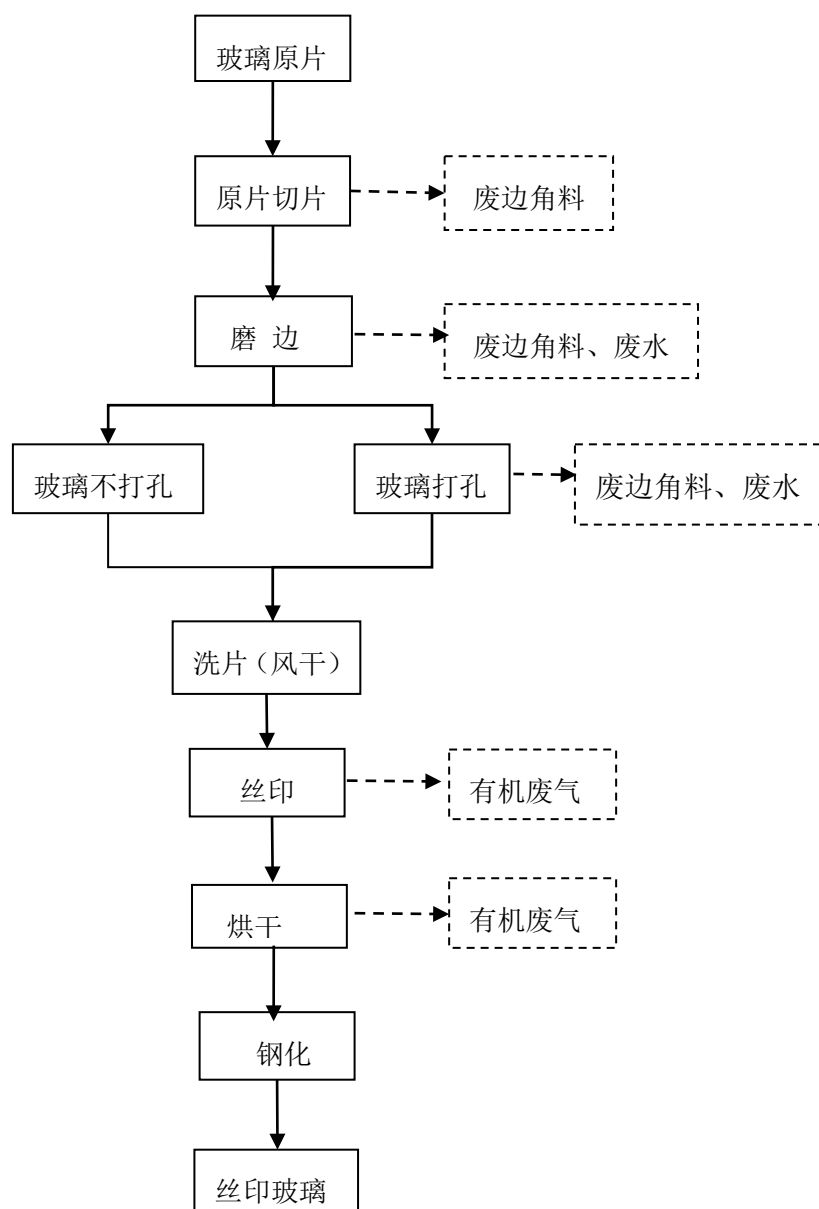 玻璃原片
原片切片
废边角料
磨 边
废边角料、废水
玻璃不打孔
玻璃打孔
废边角料、废水
洗片（风干）
丝印
有机废气
烘干
有机废气
钢化
丝印玻璃